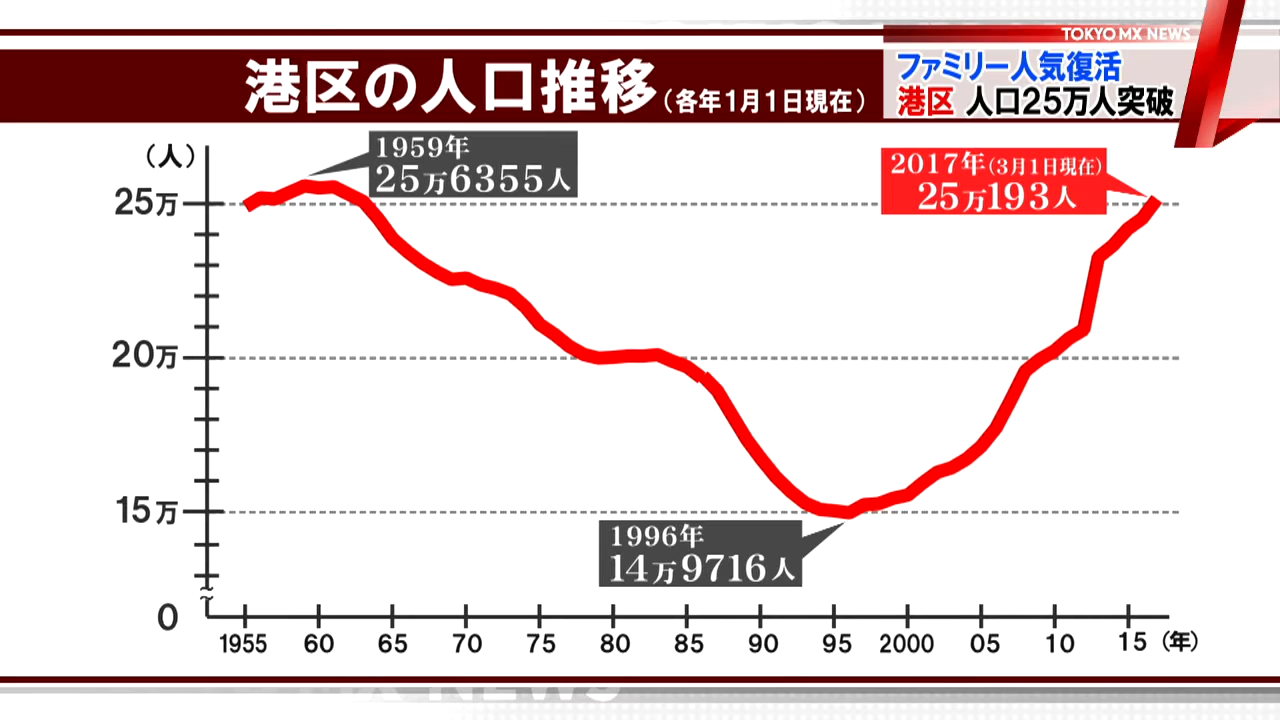 TOKYO MX NEWS
港区の人口推移(各年1月1日現在)
ファミリー人気復活
港区 人口25万人突破
(人)
1959年
25万6355人
2017年(3月1日現在)
25万193人
25万
20万
15万
1996年
14万9716人
0
1955 60 65 70 75 80 85 90 95 2000 05 10 15 (年)
NEWS